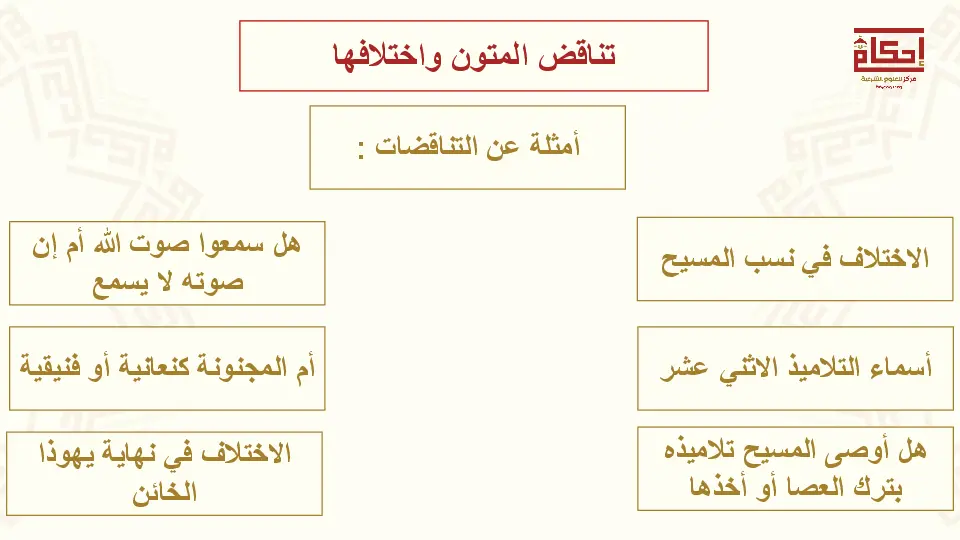 تناقض المتون واختلافها
إحكام
مركز للعلوم الشرعية
أمثلة عن التناقضات :
الاختلاف في نسب المسيح
هل سمعوا صوت الله أم إن
صوته لا يسمع
أسماء التلاميذ الاثني عشر
أم المجنونة كنعانية أو فنيقية
هل أوصى المسيح تلاميذه
بترك العصا أو أخذها
الاختلاف في نهاية يهوذا
الخائن